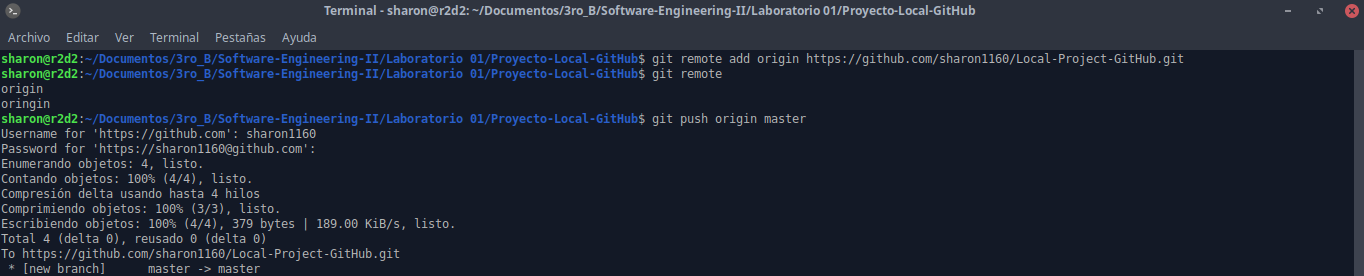 Terminal - sharon@r2d2: ~/Documentos/3ro_B/Software-Engineering-II/Laboratorio 01/Proyecto-Local-GitHub
Archivo Editar Ver Terminal Pestañas Ayuda
sharon@r2d2:~/Documentos/3ro_B/Software-Engineering-II/Laboratorio 01/Proyecto-Local-GitHub$ git remote add origin https://github.com/sharon1160/Local-Project-GitHub.git
sharon@r2d2:~/Documentos/3ro_B/Software-Engineering-II/Laboratorio 01/Proyecto-Local-GitHub$ git remote
origin
oringin
sharon@r2d2:~/Documentos/3ro_B/Software-Engineering-II/Laboratorio 01/Proyecto-Local-GitHub$ git push origin master
Username for 'https://github.com': sharon1160
Password for 'https://sharon1160@github.com':
Enumerando objetos: 4, listo.
Contando objetos: 100% (4/4), listo.
Compresión delta usando hasta 4 hilos
Comprimiendo objetos: 100% (3/3), listo.
Escribiendo objetos: 100% (4/4), 379 bytes | 189.00 KiB/s, listo.
Total 4 (delta 0), reusado 0 (delta 0)
To https://github.com/sharon1160/Local-Project-GitHub.git
* [new branch] master -> master